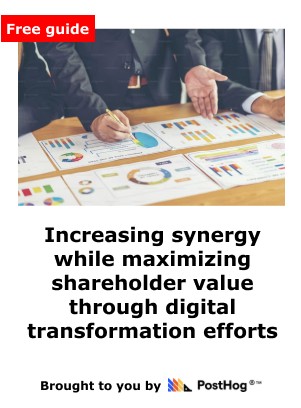 Free guide
Increasing synergy
while maximizing
shareholder value
through digital
transformation efforts
Brought to you by PostHog ®™